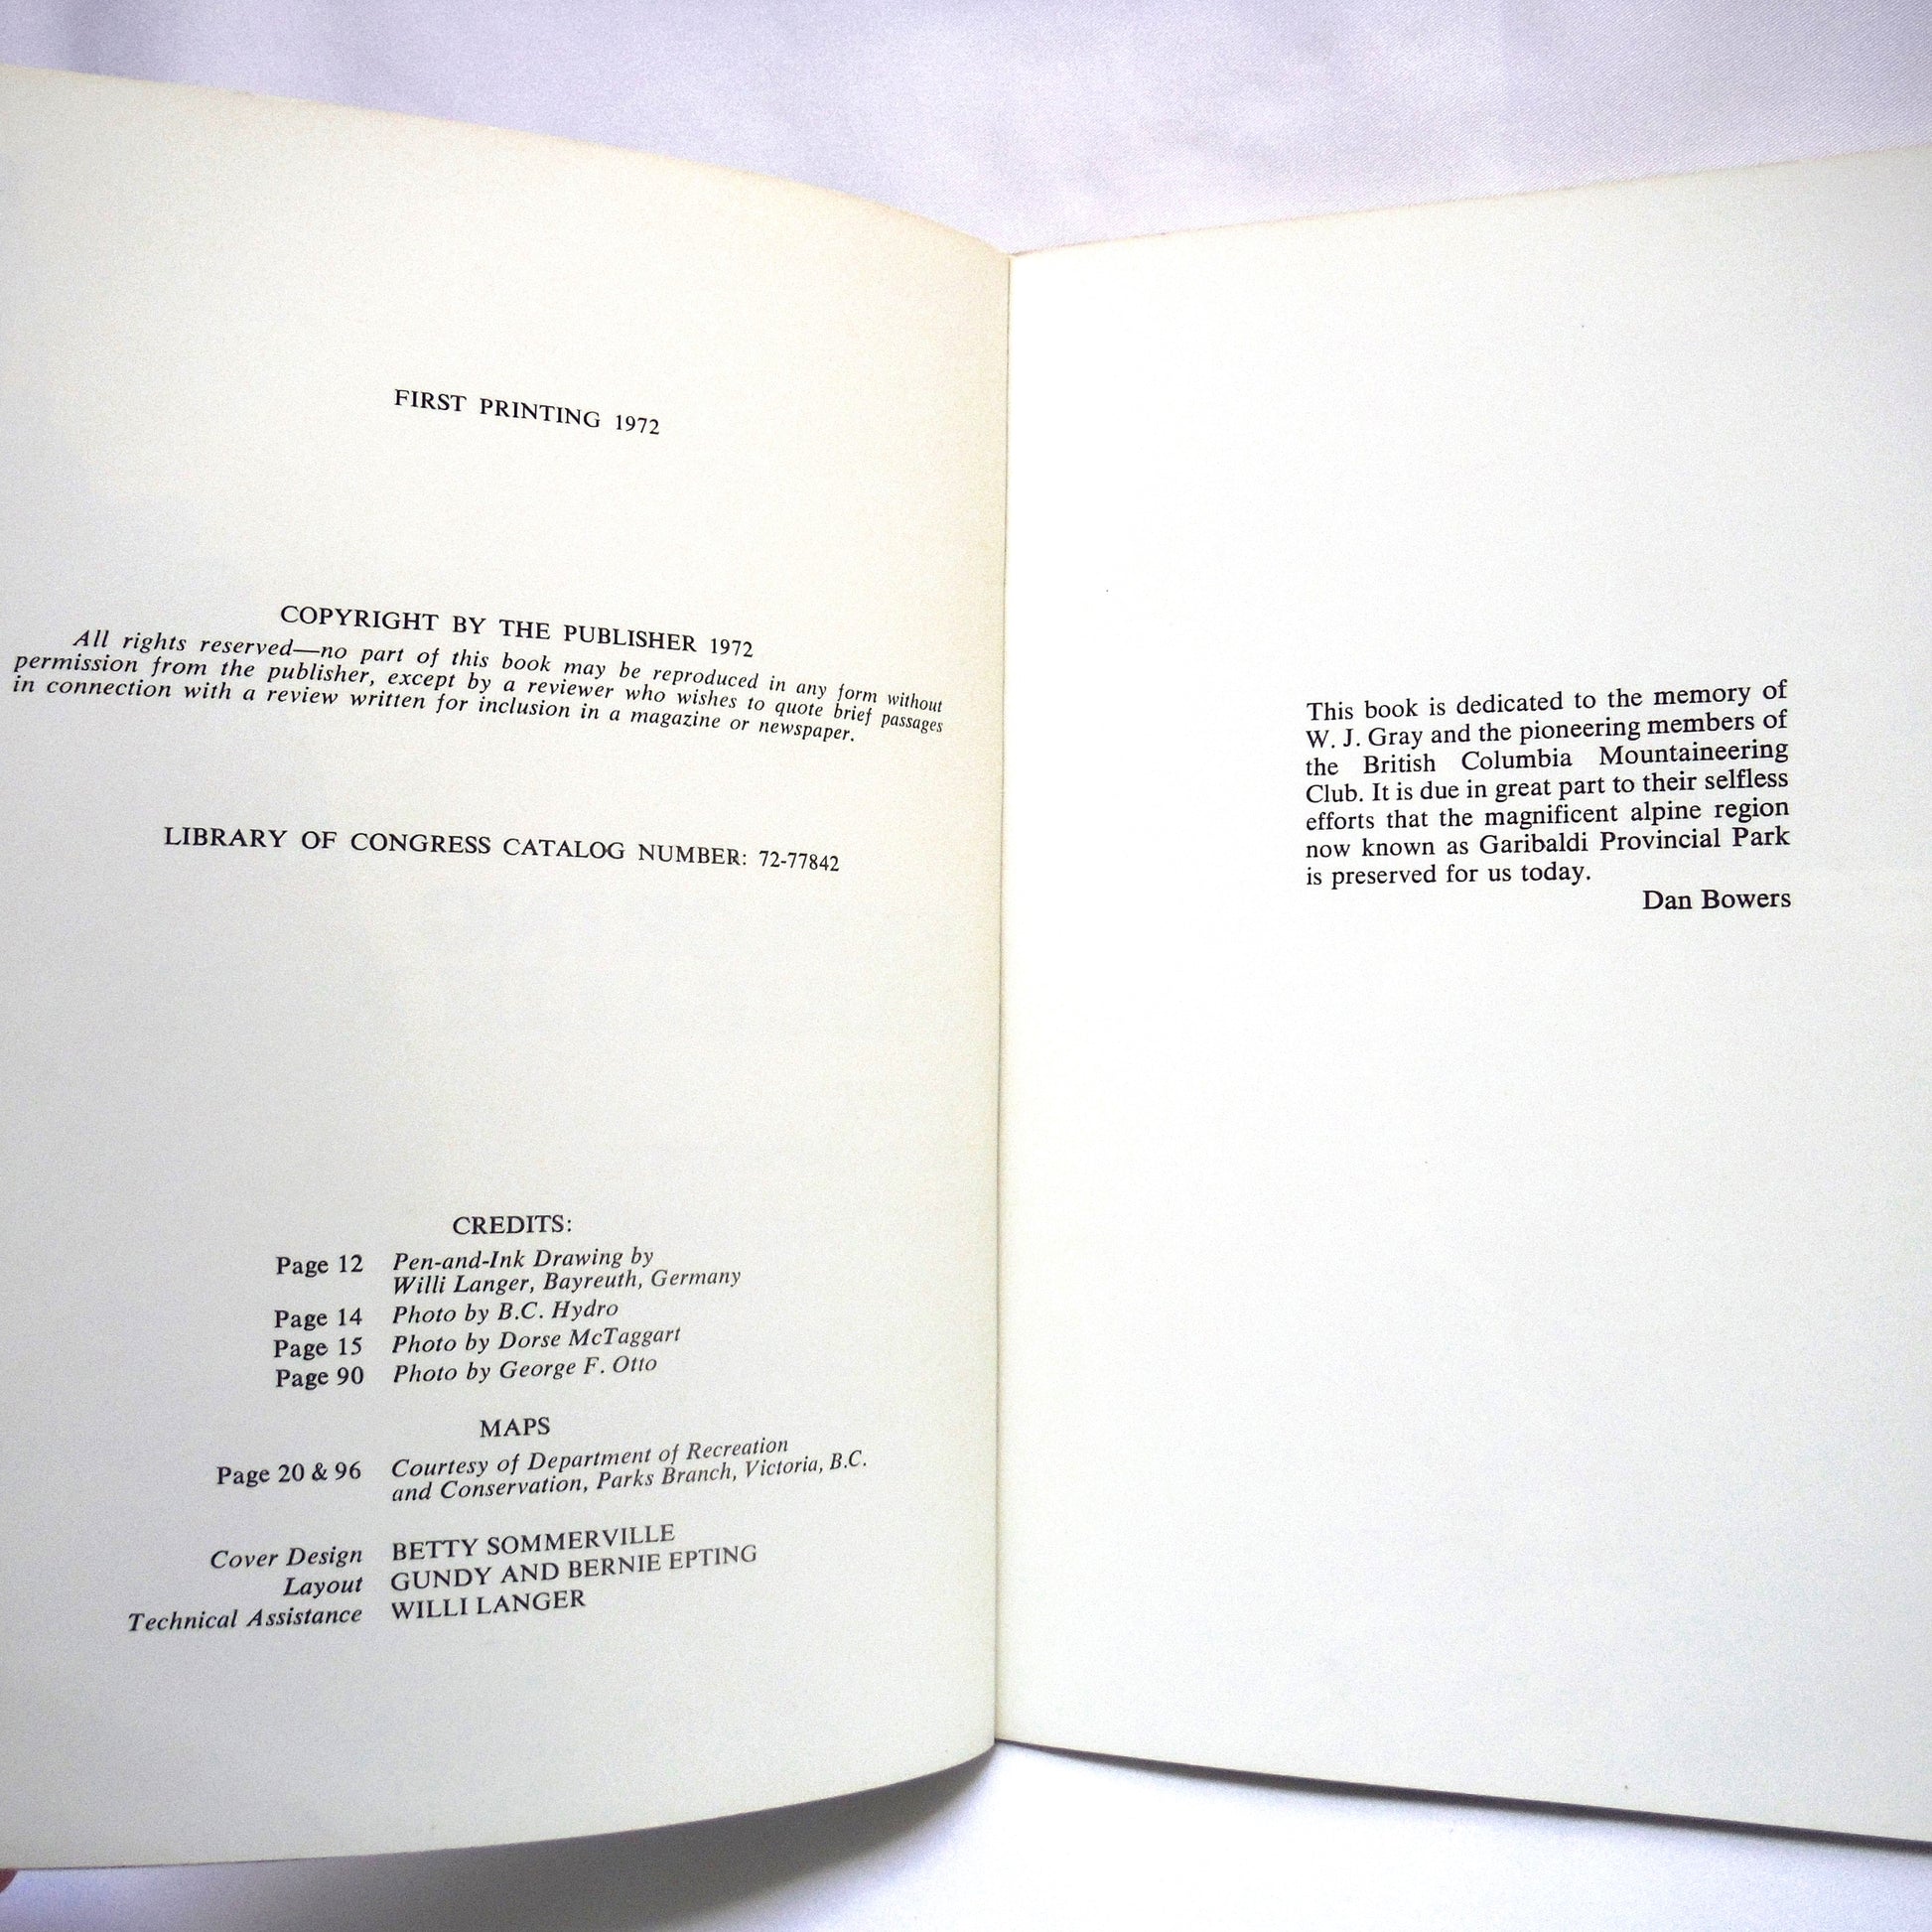 FIRST PRINTING 1972
COPYRIGHT BY THE PUBLISHER 1972
All rights reserved—no part of this book may be reproduced in any form without
permission from the publisher, except by a reviewer who wishes to quote brief passages
in connection with a review written for inclusion in a magazine or newspaper.
LIBRARY OF CONGRESS CATALOG NUMBER: 72-77842
CREDITS:
Page 12 Pen-and-Ink Drawing by
Willi Langer, Bayreuth, Germany
Page 14 Photo by B.C. Hydro
Page 15 Photo by Dorse McTaggart
Page 90 Photo by George F. Otto
MAPS
Page 20 & 96 Courtesy of Department of Recreation
and Conservation, Parks Branch, Victoria, B.C.
Cover Design BETTY SOMMERVILLE
Layout GUNDY AND BERNIE EPTING
Technical Assistance WILLI LANGER
This book is dedicated to the memory of
W. J. Gray and the pioneering members of
the British Columbia Mountaineering
Club. It is due in great part to their selfless
efforts that the magnificent alpine region
now known as Garibaldi Provincial Park
is preserved for us today.
Dan Bowers